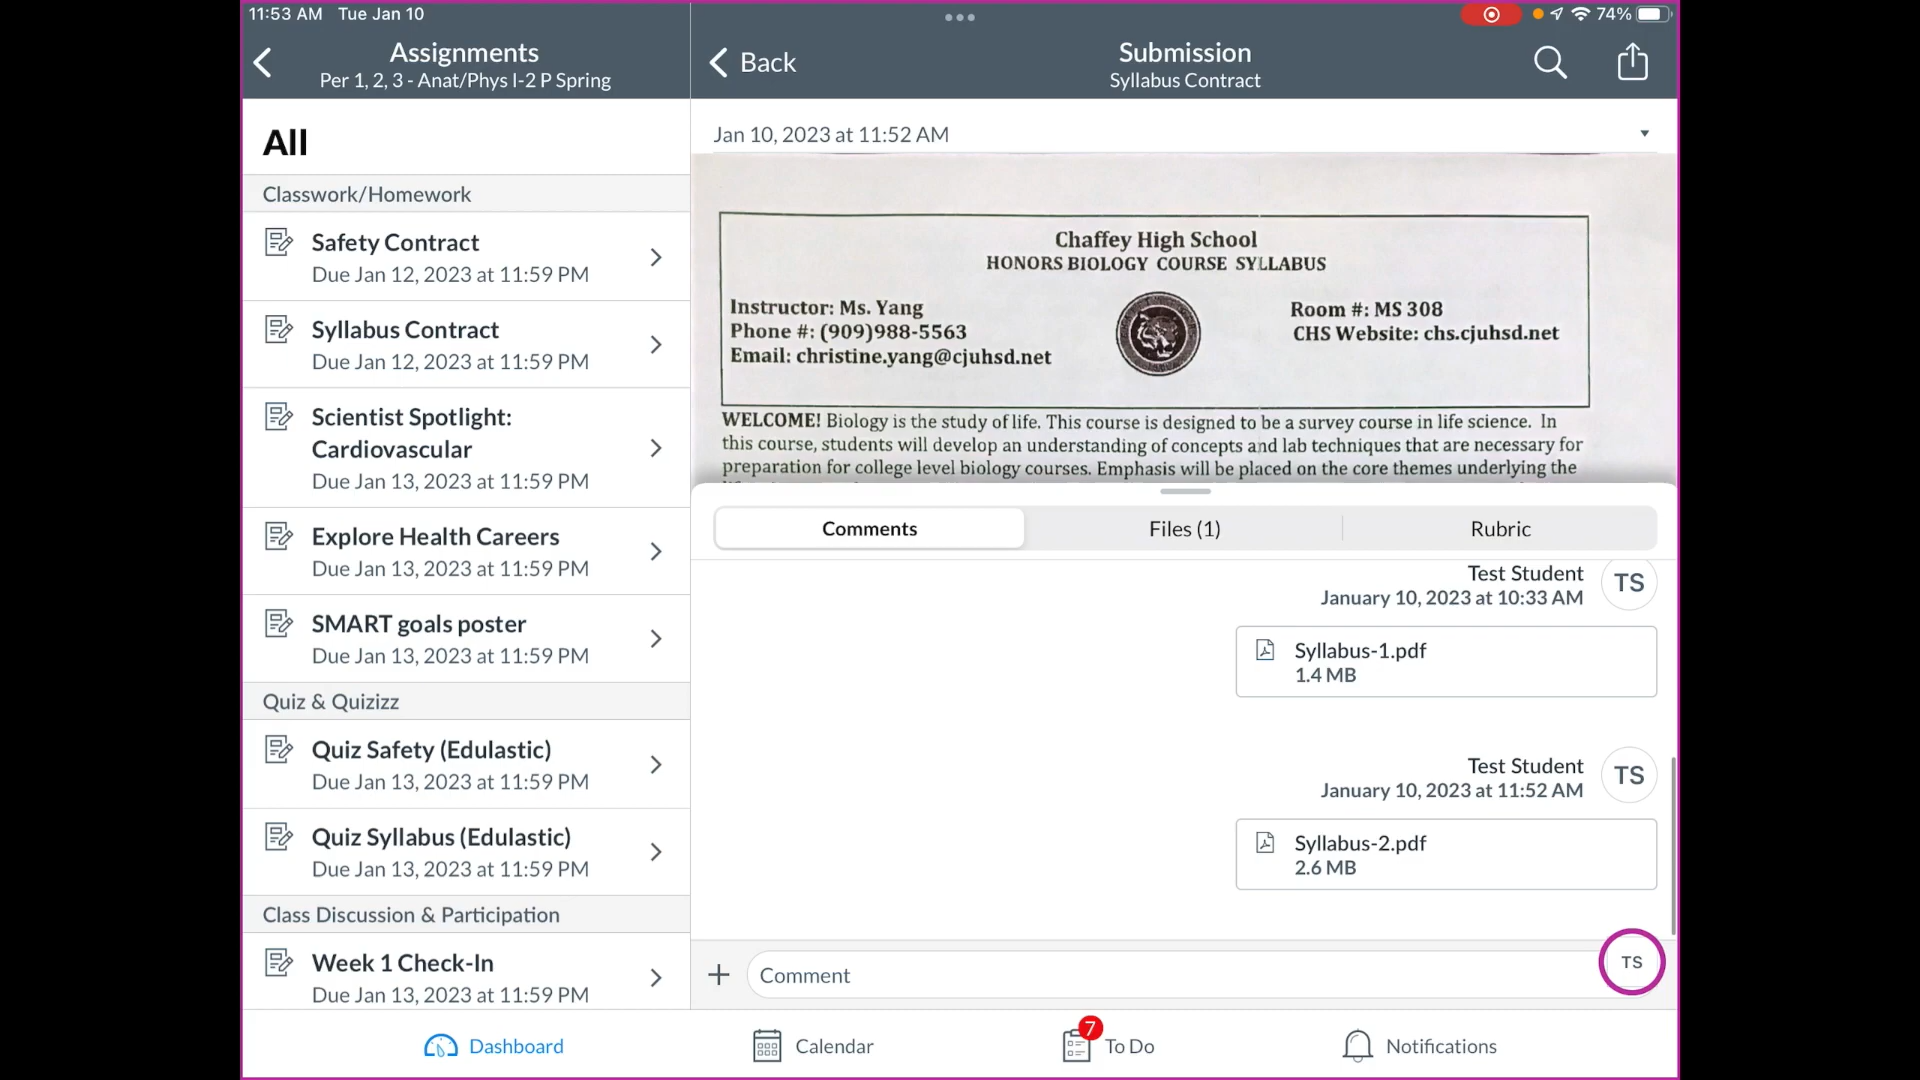 11:53 AM Tue Jan 10
74%
Assignments
Per 1, 2, 3 - Anat/Phys I-2 P Spring
All
Classwork/Homework
Safety Contract
Due Jan 12, 2023 at 11:59 PM
Syllabus Contract
Due Jan 12, 2023 at 11:59 PM
Scientist Spotlight:
Cardiovascular
Due Jan 13, 2023 at 11:59 PM
Explore Health Careers
Due Jan 13, 2023 at 11:59 PM
SMART goals poster
Due Jan 13, 2023 at 11:59 PM
Quiz & Quizizz
Quiz Safety (Edulastic)
Due Jan 13, 2023 at 11:59 PM
Quiz Syllabus (Edulastic)
Due Jan 13, 2023 at 11:59 PM
Class Discussion & Participation
Week 1 Check-In
Due Jan 13, 2023 at 11:59 PM
Back
Submission
Syllabus Contract
Jan 10, 2023 at 11:52 AM
Chaffey High School
HONORS BIOLOGY COURSE SYLLABUS
Instructor: Ms. Yang
Phone #: (909)988-5563
Email: christine.yang@cjuhsd.net
Room #: MS 308
CHS Website: chs.cjuhsd.net
WELCOME! Biology is the study of life. This course is designed to be a survey course in life science. In
this course, students will develop an understanding of concepts and lab techniques that are necessary for
preparation for college level biology courses. Emphasis will be placed on the core themes underlying the
Comments
Files (1)
Rubric
Test Student
January 10, 2023 at 10:33 AM
TS
Syllabus-1.pdf
1.4 MB
Test Student
January 10, 2023 at 11:52 AM
TS
Syllabus-2.pdf
2.6 MB
Comment
TS
Dashboard
Calendar
7
To Do
Notifications